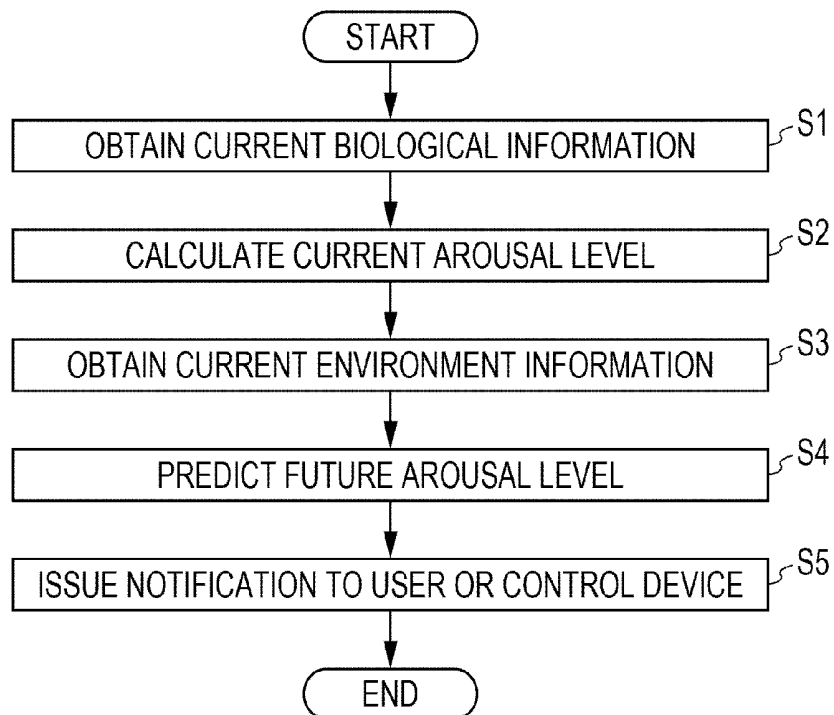 START
OBTAIN CURRENT BIOLOGICAL INFORMATION
S1
CALCULATE CURRENT AROUSAL LEVEL
S2
OBTAIN CURRENT ENVIRONMENT INFORMATION
S3
PREDICT FUTURE AROUSAL LEVEL
S4
ISSUE NOTIFICATION TO USER OR CONTROL DEVICE
S5
END